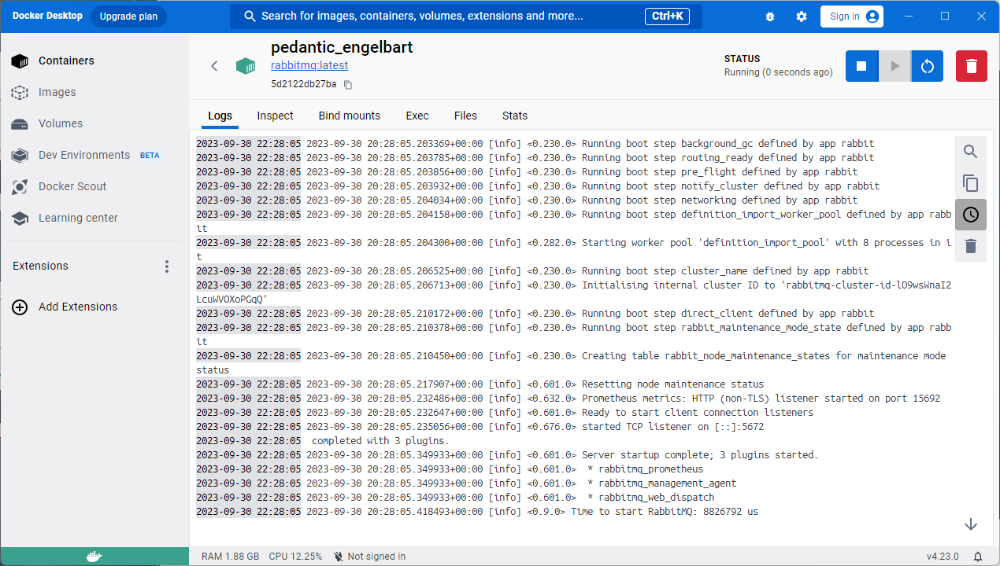 Docker Desktop Upgrade plan Search for images, containers, volumes, extensions and more... Ctrl+K Sign in
Containers
Images
Volumes
Dev Environments BETA
Docker Scout
Learning center
Extensions
Add Extensions
pedantic_engelbart
rabbitmq:latest
5d2122db27ba
STATUS
Running (0 seconds ago)
Logs Inspect Bind mounts Exec Files Stats
2023-09-30 22:28:05 2023-09-30 20:28:05.203369+00:00 [info] <0.230.0> Running boot step background_gc defined by app rabbit
2023-09-30 22:28:05 2023-09-30 20:28:05.203785+00:00 [info] <0.230.0> Running boot step routing_ready defined by app rabbit
2023-09-30 22:28:05 2023-09-30 20:28:05.203856+00:00 [info] <0.230.0> Running boot step pre_flight defined by app rabbit
2023-09-30 22:28:05 2023-09-30 20:28:05.203932+00:00 [info] <0.230.0> Running boot step notify_cluster defined by app rabbit
2023-09-30 22:28:05 2023-09-30 20:28:05.204034+00:00 [info] <0.230.0> Running boot step networking defined by app rabbit
2023-09-30 22:28:05 2023-09-30 20:28:05.204158+00:00 [info] <0.230.0> Running boot step definition_import_worker_pool defined by app rabb
it
2023-09-30 22:28:05 2023-09-30 20:28:05.204300+00:00 [info] <0.282.0> Starting worker pool 'definition_import_pool' with 8 processes in i
t
2023-09-30 22:28:05 2023-09-30 20:28:05.206525+00:00 [info] <0.230.0> Running boot step cluster_name defined by app rabbit
2023-09-30 22:28:05 2023-09-30 20:28:05.206713+00:00 [info] <0.230.0> Initialising internal cluster ID to 'rabbitmq-cluster-id-lO9wsWnaI2
LcuWVOXoPGqQ'
2023-09-30 22:28:05 2023-09-30 20:28:05.210172+00:00 [info] <0.230.0> Running boot step direct_client defined by app rabbit
2023-09-30 22:28:05 2023-09-30 20:28:05.210378+00:00 [info] <0.230.0> Running boot step rabbit_maintenance_mode_state defined by app rabb
it
2023-09-30 22:28:05 2023-09-30 20:28:05.210450+00:00 [info] <0.230.0> Creating table rabbit_node_maintenance_states for maintenance mode
status
2023-09-30 22:28:05 2023-09-30 20:28:05.217907+00:00 [info] <0.601.0> Resetting node maintenance status
2023-09-30 22:28:05 2023-09-30 20:28:05.232486+00:00 [info] <0.632.0> Prometheus metrics: HTTP (non-TLS) listener started on port 15692
2023-09-30 22:28:05 2023-09-30 20:28:05.232647+00:00 [info] <0.601.0> Ready to start client connection listeners
2023-09-30 22:28:05 2023-09-30 20:28:05.235056+00:00 [info] <0.676.0> started TCP listener on [::]:5672
2023-09-30 22:28:05 completed with 3 plugins.
2023-09-30 22:28:05 2023-09-30 20:28:05.349933+00:00 [info] <0.601.0> Server startup complete; 3 plugins started.
2023-09-30 22:28:05 2023-09-30 20:28:05.349933+00:00 [info] <0.601.0> * rabbitmq_prometheus
2023-09-30 22:28:05 2023-09-30 20:28:05.349933+00:00 [info] <0.601.0> * rabbitmq_management_agent
2023-09-30 22:28:05 2023-09-30 20:28:05.349933+00:00 [info] <0.601.0> * rabbitmq_web_dispatch
2023-09-30 22:28:05 2023-09-30 20:28:05.418493+00:00 [info] <0.9.0> Time to start RabbitMQ: 8826792 us
RAM 1.88 GB CPU 12.25% Not signed in v4.23.0